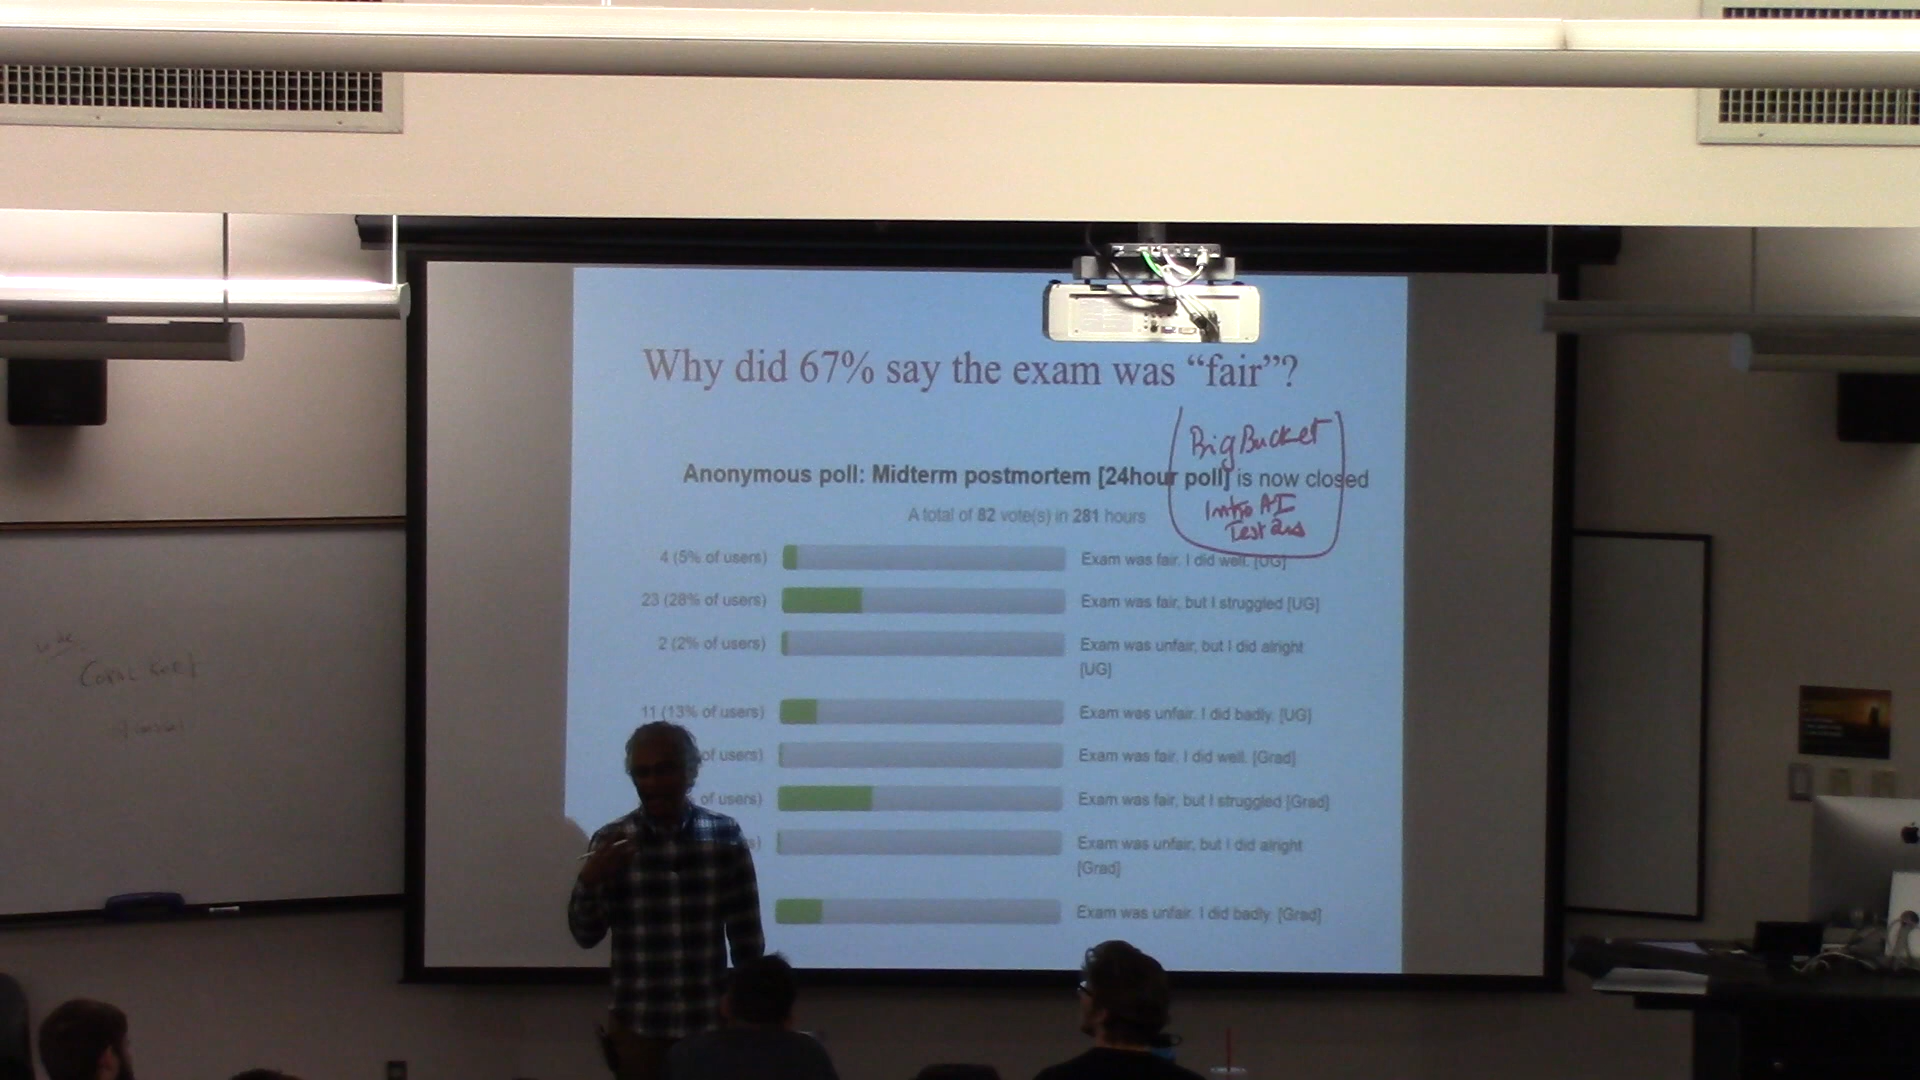 Why did 67% say the exam was “fair”?
Big Bucket
Anonymous poll: Midterm postmortem [24hour poll] is now closed
Intro AI
A total of 82 vote(s) in 281 hours
4 (5% of users) Exam was fair. I did well. [UG]
23 (28% of users) Exam was fair, but I struggled [UG]
2 (2% of users) Exam was unfair, but I did alright
[UG]
11 (13% of users) Exam was unfair. I did badly. [UG]
of users) Exam was fair. I did well. [Grad]
of users) Exam was fair, but I struggled [Grad]
Exam was unfair, but I did alright
[Grad]
Exam was unfair. I did badly. [Grad]